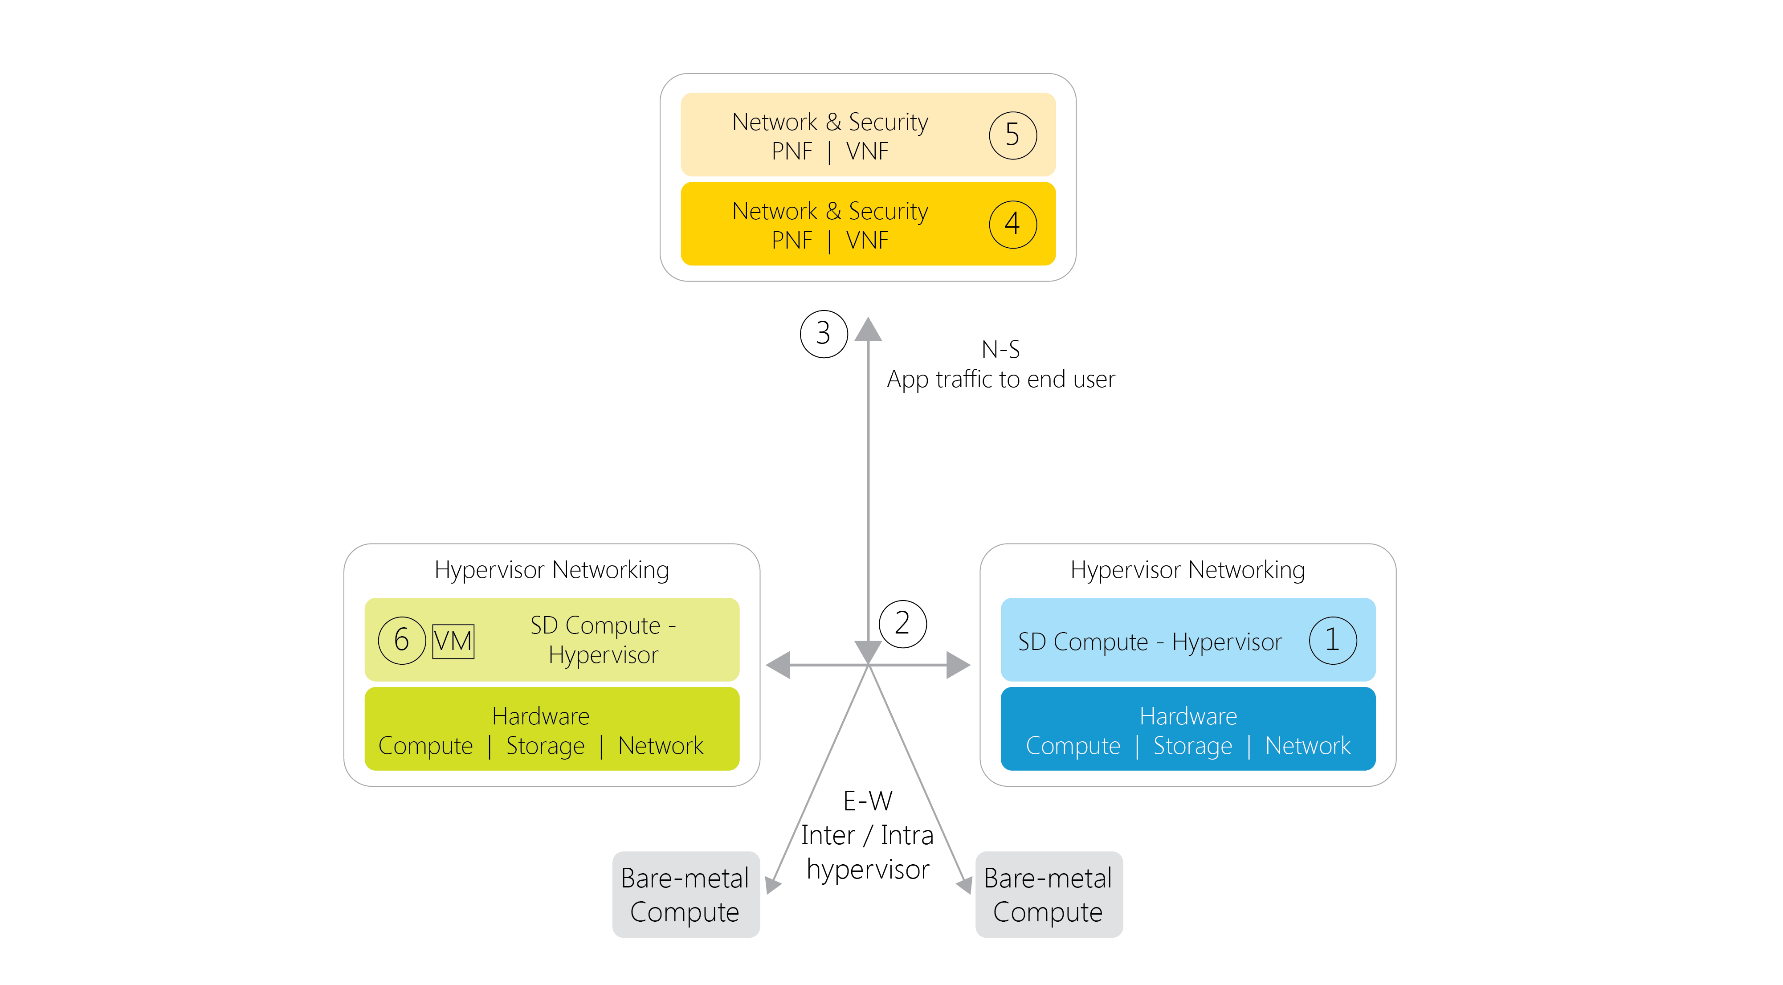 Network & Security
PNF | VNF
5
Network & Security
PNF | VNF
4
3
N-S
App traffic to end user
Hypervisor Networking
6
VM
SD Compute -
Hypervisor
Hardware
Compute | Storage | Network
2
Hypervisor Networking
SD Compute - Hypervisor
1
Hardware
Compute | Storage | Network
E-W
Inter / Intra
hypervisor
Bare-metal
Compute
Bare-metal
Compute